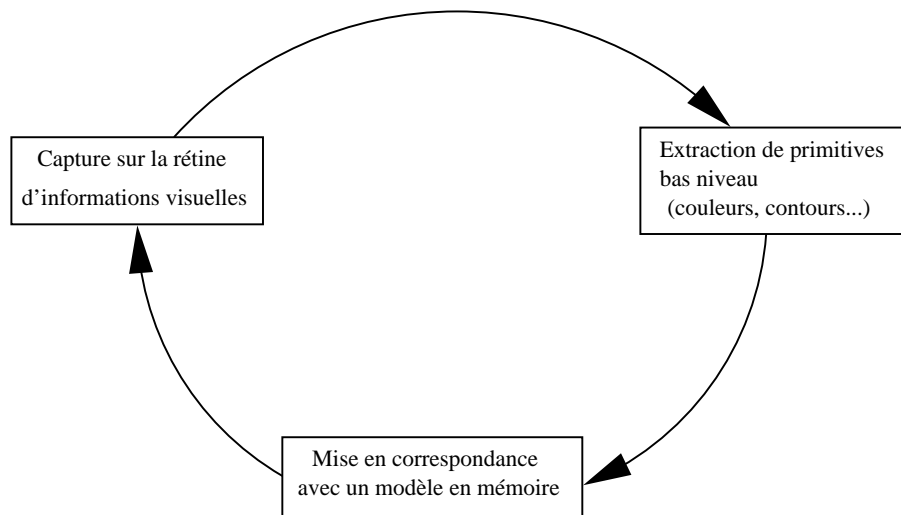 Capture sur la rétine
d’informations visuelles
Extraction de primitives
bas niveau
(couleurs, contours...)
Mise en correspondance
avec un modèle en mémoire